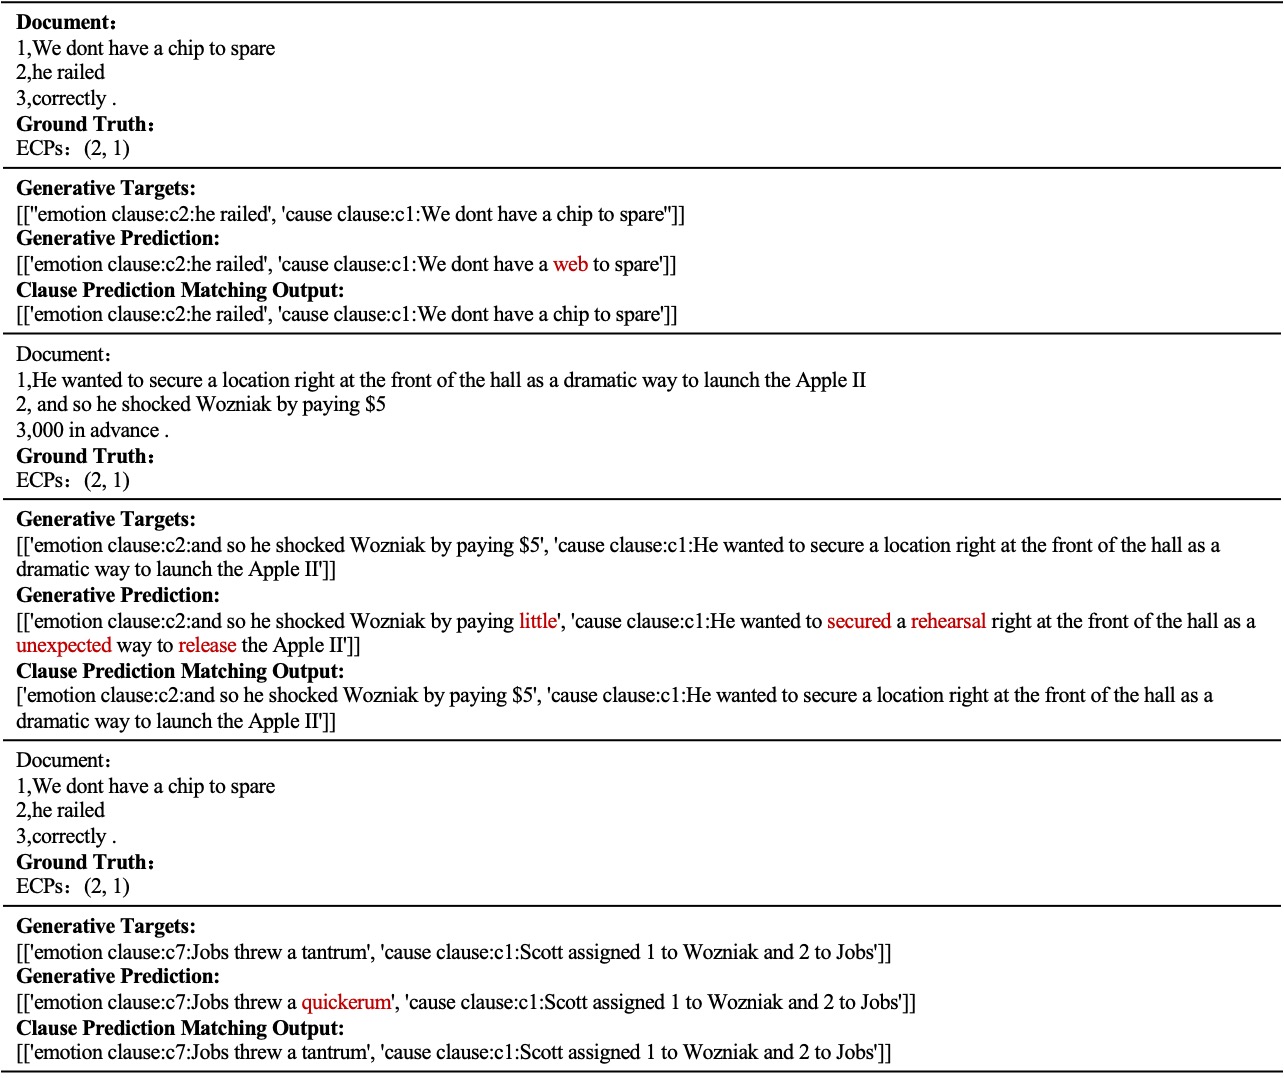 Document：
1,We dont have a chip to spare
2,he railed
3,correctly .
Ground Truth：
ECPs：(2, 1)
Generative Targets:
[["emotion clause:c2:he railed', 'cause clause:c1:We dont have a chip to spare"]]
Generative Prediction:
[['emotion clause:c2:he railed', 'cause clause:c1:We dont have a web to spare']]
Clause Prediction Matching Output:
[['emotion clause:c2:he railed', 'cause clause:c1:We dont have a chip to spare']]
Document：
1,He wanted to secure a location right at the front of the hall as a dramatic way to launch the Apple II
2, and so he shocked Wozniak by paying $5
3,000 in advance .
Ground Truth：
ECPs：(2, 1)
Generative Targets:
[['emotion clause:c2:and so he shocked Wozniak by paying $5', 'cause clause:c1:He wanted to secure a location right at the front of the hall as a
dramatic way to launch the Apple II']]
Generative Prediction:
[['emotion clause:c2:and so he shocked Wozniak by paying little', 'cause clause:c1:He wanted to secured a rehearsal right at the front of the hall as a
unexpected way to release the Apple II']]
Clause Prediction Matching Output:
['emotion clause:c2:and so he shocked Wozniak by paying $5', 'cause clause:c1:He wanted to secure a location right at the front of the hall as a
dramatic way to launch the Apple II']]
Document：
1,We dont have a chip to spare
2,he railed
3,correctly .
Ground Truth：
ECPs：(2, 1)
Generative Targets:
[['emotion clause:c7:Jobs threw a tantrum', 'cause clause:c1:Scott assigned 1 to Wozniak and 2 to Jobs']]
Generative Prediction:
[['emotion clause:c7:Jobs threw a quickerum', 'cause clause:c1:Scott assigned 1 to Wozniak and 2 to Jobs']]
Clause Prediction Matching Output:
[['emotion clause:c7:Jobs threw a tantrum', 'cause clause:c1:Scott assigned 1 to Wozniak and 2 to Jobs']]